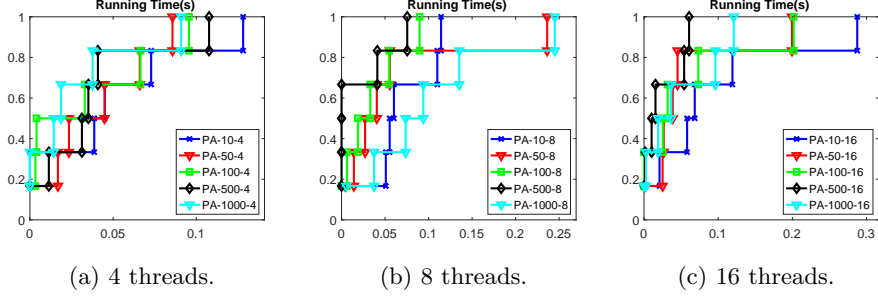 Running Time(s)
1
0.8
0.6
0.4
0.2
0
0 0.05 0.1
PA-10-4
PA-50-4
PA-100-4
PA-500-4
PA-1000-4
(a) 4 threads.
Running Time(s)
1
0.8
0.6
0.4
0.2
0
0 0.05 0.1 0.15 0.2 0.25
PA-10-8
PA-50-8
PA-100-8
PA-500-8
PA-1000-8
(b) 8 threads.
Running Time(s)
1
0.8
0.6
0.4
0.2
0
0 0.1 0.2 0.3
PA-10-16
PA-50-16
PA-100-16
PA-500-16
PA-1000-16
(c) 16 threads.